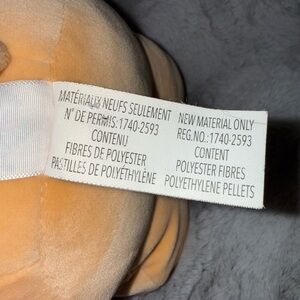 MATÉRIAUX NEUFS SEULEMENT
N° DE PERMIS:1740-2593
CONTENU
FIBRES DE POLYESTER
PASTILLES DE POLYÉTHYLÈNE
NEW MATERIAL ONLY
REG.NO.:1740-2593
CONTENT
POLYESTER FIBRES
POLYETHYLENE PELLETS